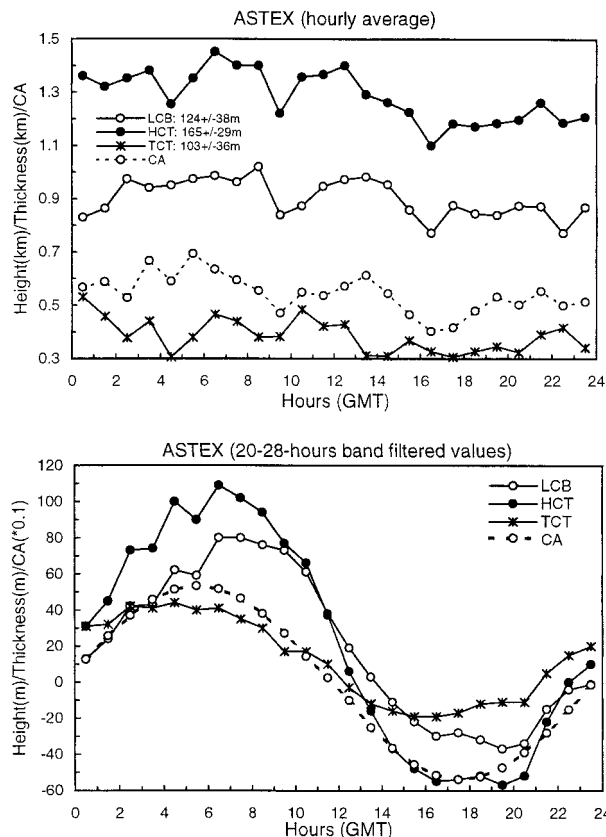 ASTEX (hourly average)
Height(km)/Thickness(km)/CA
1.5
1.3
1.1
0.9
0.7
0.5
0.3
LCB: 124+/-38m
HCT: 165+/-29m
TCT: 103+/-36m
CA
0 2 4 6 8 10 12 14 16 18 20 22 24
Hours (GMT)
ASTEX (20-28-hours band filtered values)
Height(m)/Thickness(m)/CA(*0.1)
120
100
80
60
40
20
0
-20
-40
-60
LCB
HCT
TCT
CA
0 2 4 6 8 10 12 14 16 18 20 22 24
Hours (GMT)